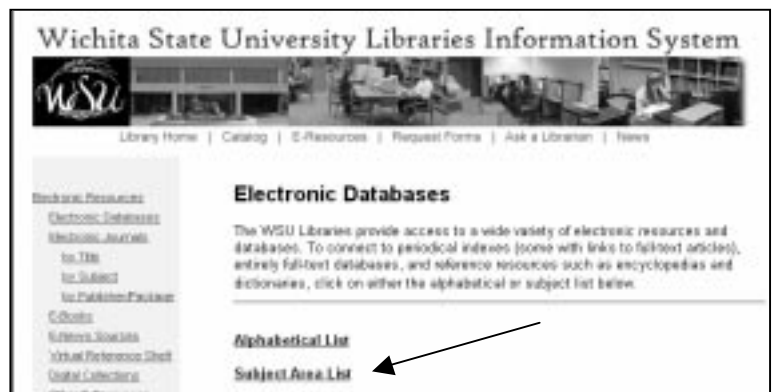 Wichita State University Libraries Information System
WSU
Library Home | Catalog | E-Resources | Request Forms | Ask a Librarian | News
Electronic Resources
Electronic Databases
Electronic Journals
by Title
by Subject
by Publisher/Package
E-Books
E-News Sources
Virtual Reference Shelf
Digital Collections
Electronic Databases
The WSU Libraries provide access to a wide variety of electronic resources and
databases. To connect to periodical indexes (some with links to full-text articles),
entirely full-text databases, and reference resources such as encyclopedias and
dictionaries, click on either the alphabetical or subject list below.
Alphabetical List
Subject Area List